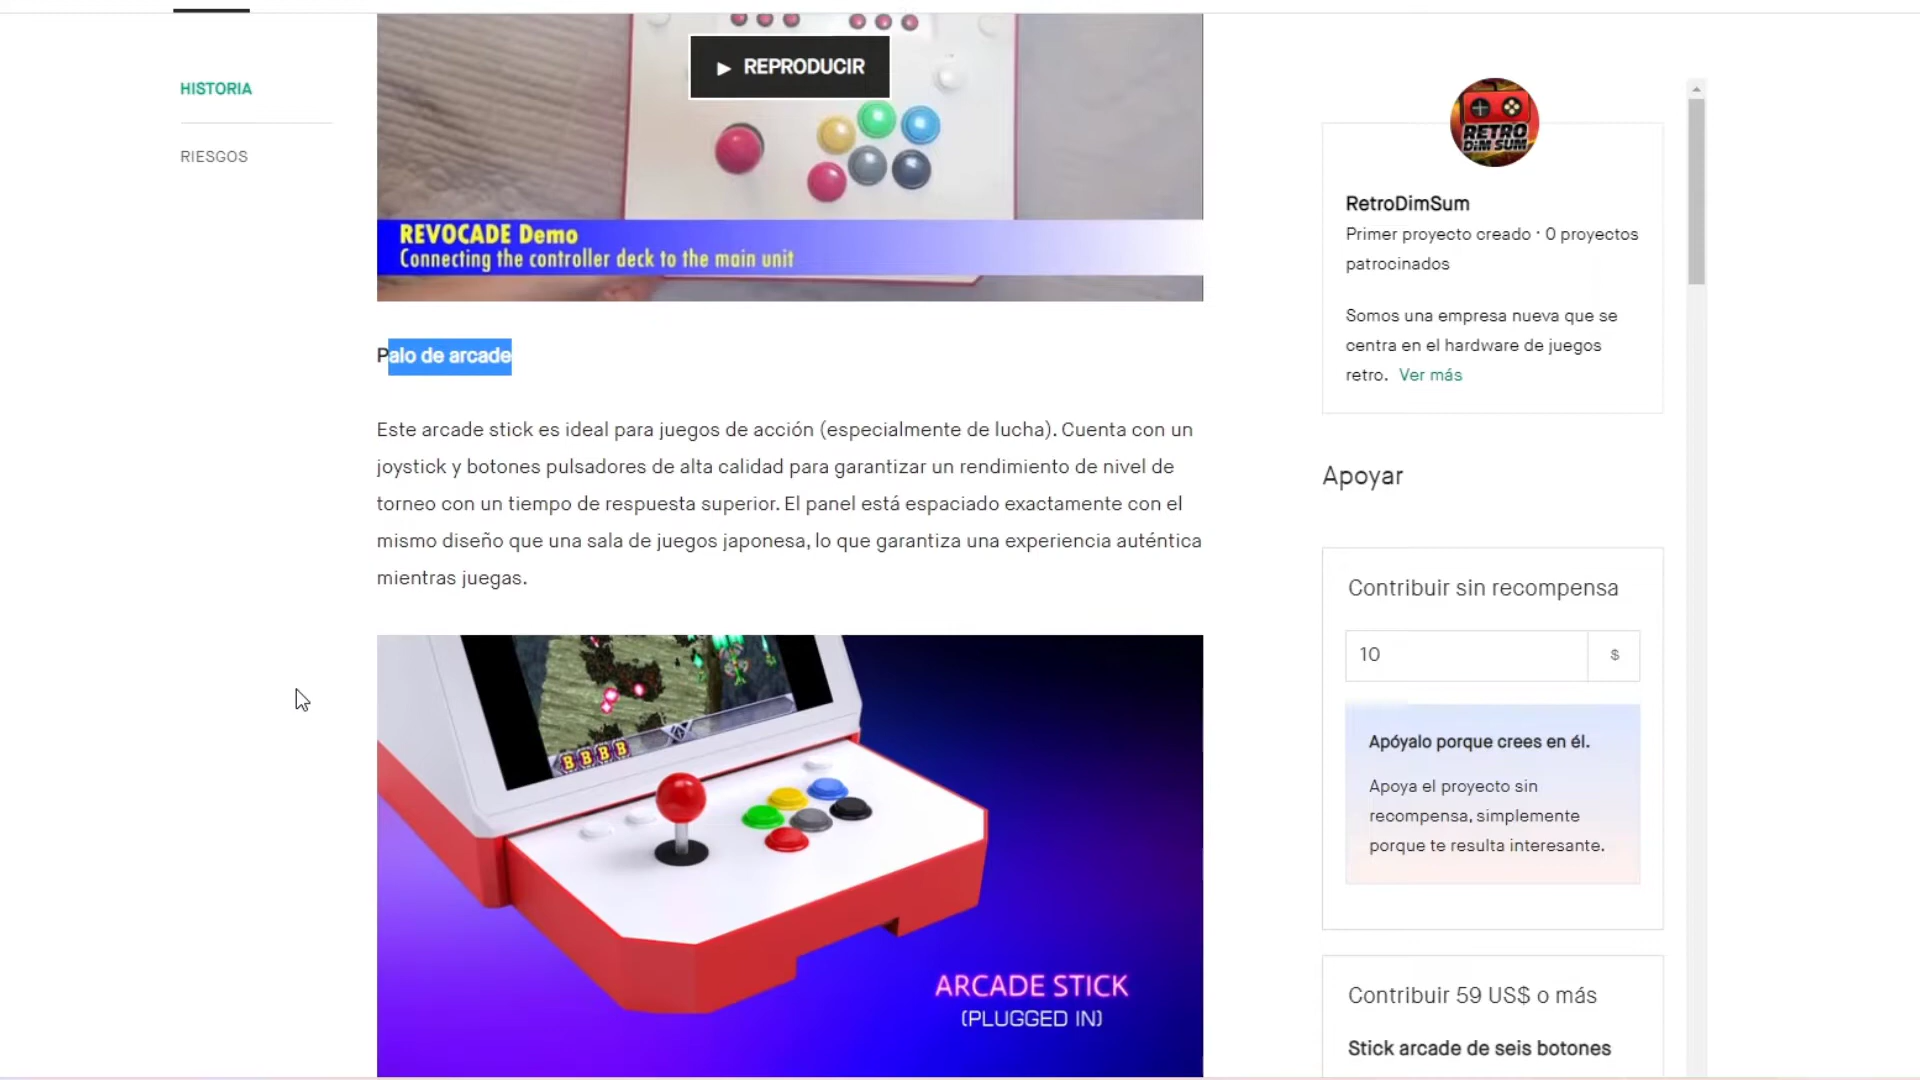 HISTORIA
RIESGOS
▶ REPRODUCIR
REVOCADE Demo
Connecting the controller deck to the main unit
Palo de arcade
Este arcade stick es ideal para juegos de acción (especialmente de lucha). Cuenta con un
joystick y botones pulsadores de alta calidad para garantizar un rendimiento de nivel de
torneo con un tiempo de respuesta superior. El panel está espaciado exactamente con el
mismo diseño que una sala de juegos japonesa, lo que garantiza una experiencia auténtica
mientras juegas.
B B B B
ARCADE STICK
(PLUGGED IN)
RETRO
DIM SUM
RetroDimSum
Primer proyecto creado · 0 proyectos
patrocinados
Somos una empresa nueva que se
centra en el hardware de juegos
retro. Ver más
Apoyar
Contribuir sin recompensa
10 $
Apóyalo porque crees en él.
Apoya el proyecto sin
recompensa, simplemente
porque te resulta interesante.
Contribuir 59 US$ o más
Stick arcade de seis botones